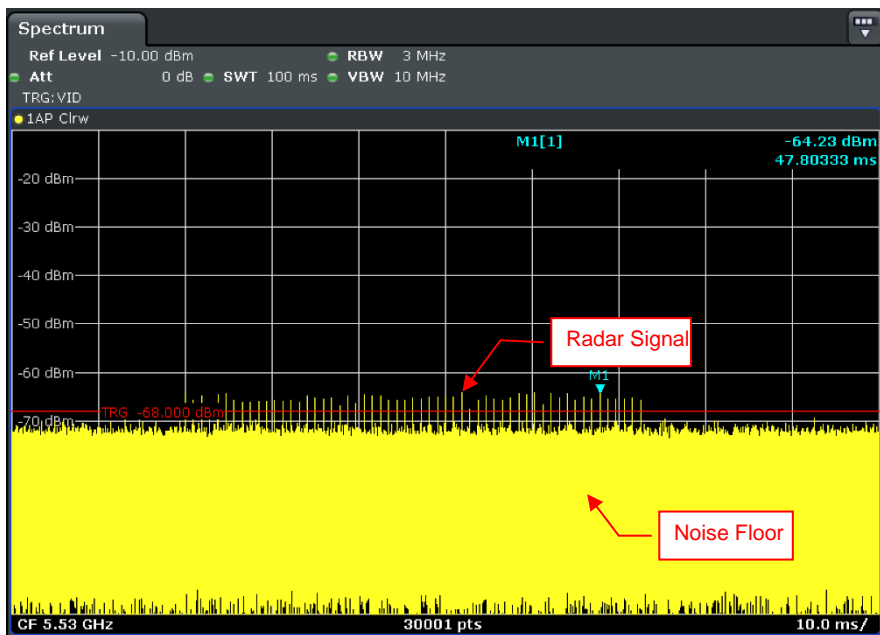 Spectrum
Ref Level -10.00 dBm RBW 3 MHz
Att 0 dB SWT 100 ms VBW 10 MHz
TRG: VID
1AP Clrw
M1[1] -64.23 dBm
47.80333 ms
-20 dBm
-30 dBm
-40 dBm
-50 dBm
Radar Signal
-60 dBm
M1
TRG -68.000 dBm
-70 dBm
Noise Floor
CF 5.53 GHz 30001 pts 10.0 ms/